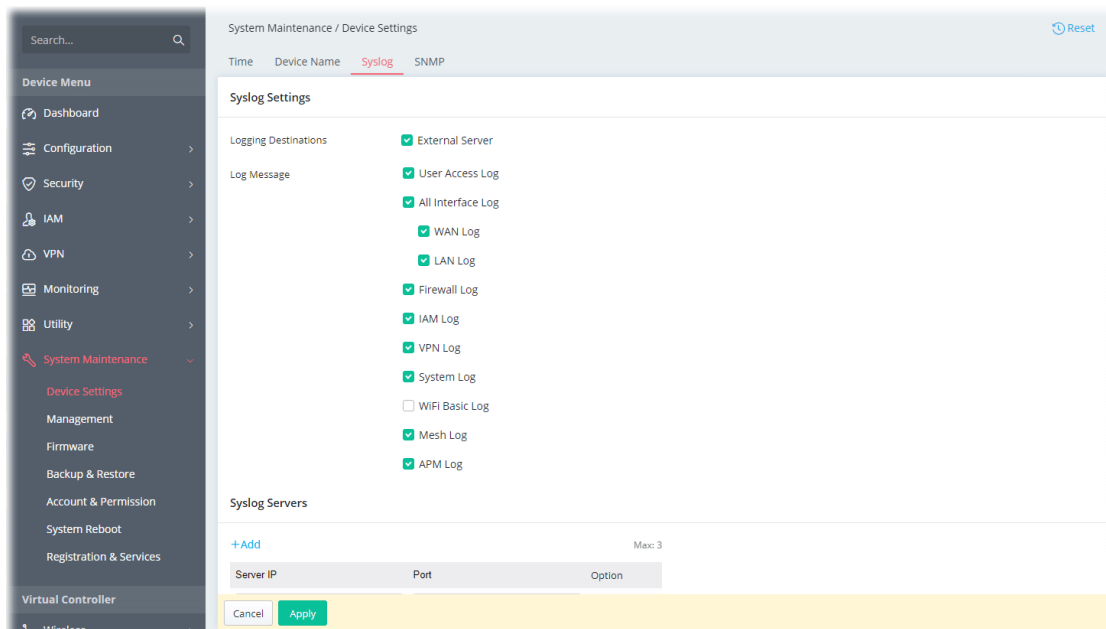 Search...
Device Menu
Dashboard
Configuration
Security
IAM
VPN
Monitoring
Utility
System Maintenance
Device Settings
Management
Firmware
Backup & Restore
Account & Permission
System Reboot
Registration & Services
Virtual Controller
Wireless
System Maintenance / Device Settings
Reset
Time Device Name Syslog SNMP
Syslog Settings
Logging Destinations External Server
Log Message User Access Log
All Interface Log
WAN Log
LAN Log
Firewall Log
IAM Log
VPN Log
System Log
WiFi Basic Log
Mesh Log
APM Log
Syslog Servers
+Add Max: 3
Server IP Port Option
Cancel Apply